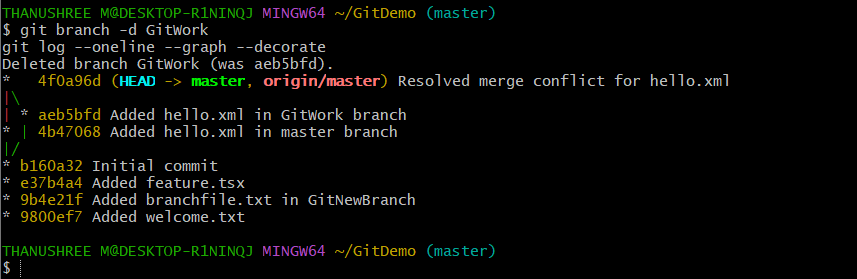 THANUSHREE M@DESKTOP-R1NINQJ MINGW64 ~/GitDemo (master)
$ git branch -d GitWork
git log --oneline --graph --decorate
Deleted branch GitWork (was aeb5bfd).
*   4f0a96d (HEAD -> master, origin/master) Resolved merge conflict for hello.xml
|\
| * aeb5bfd Added hello.xml in GitWork branch
* | 4b47068 Added hello.xml in master branch
|/
* b160a32 Initial commit
* e37b4a4 Added feature.tsx
* 9b4e21f Added branchfile.txt in GitNewBranch
* 9800ef7 Added welcome.txt
THANUSHREE M@DESKTOP-R1NINQJ MINGW64 ~/GitDemo (master)
$